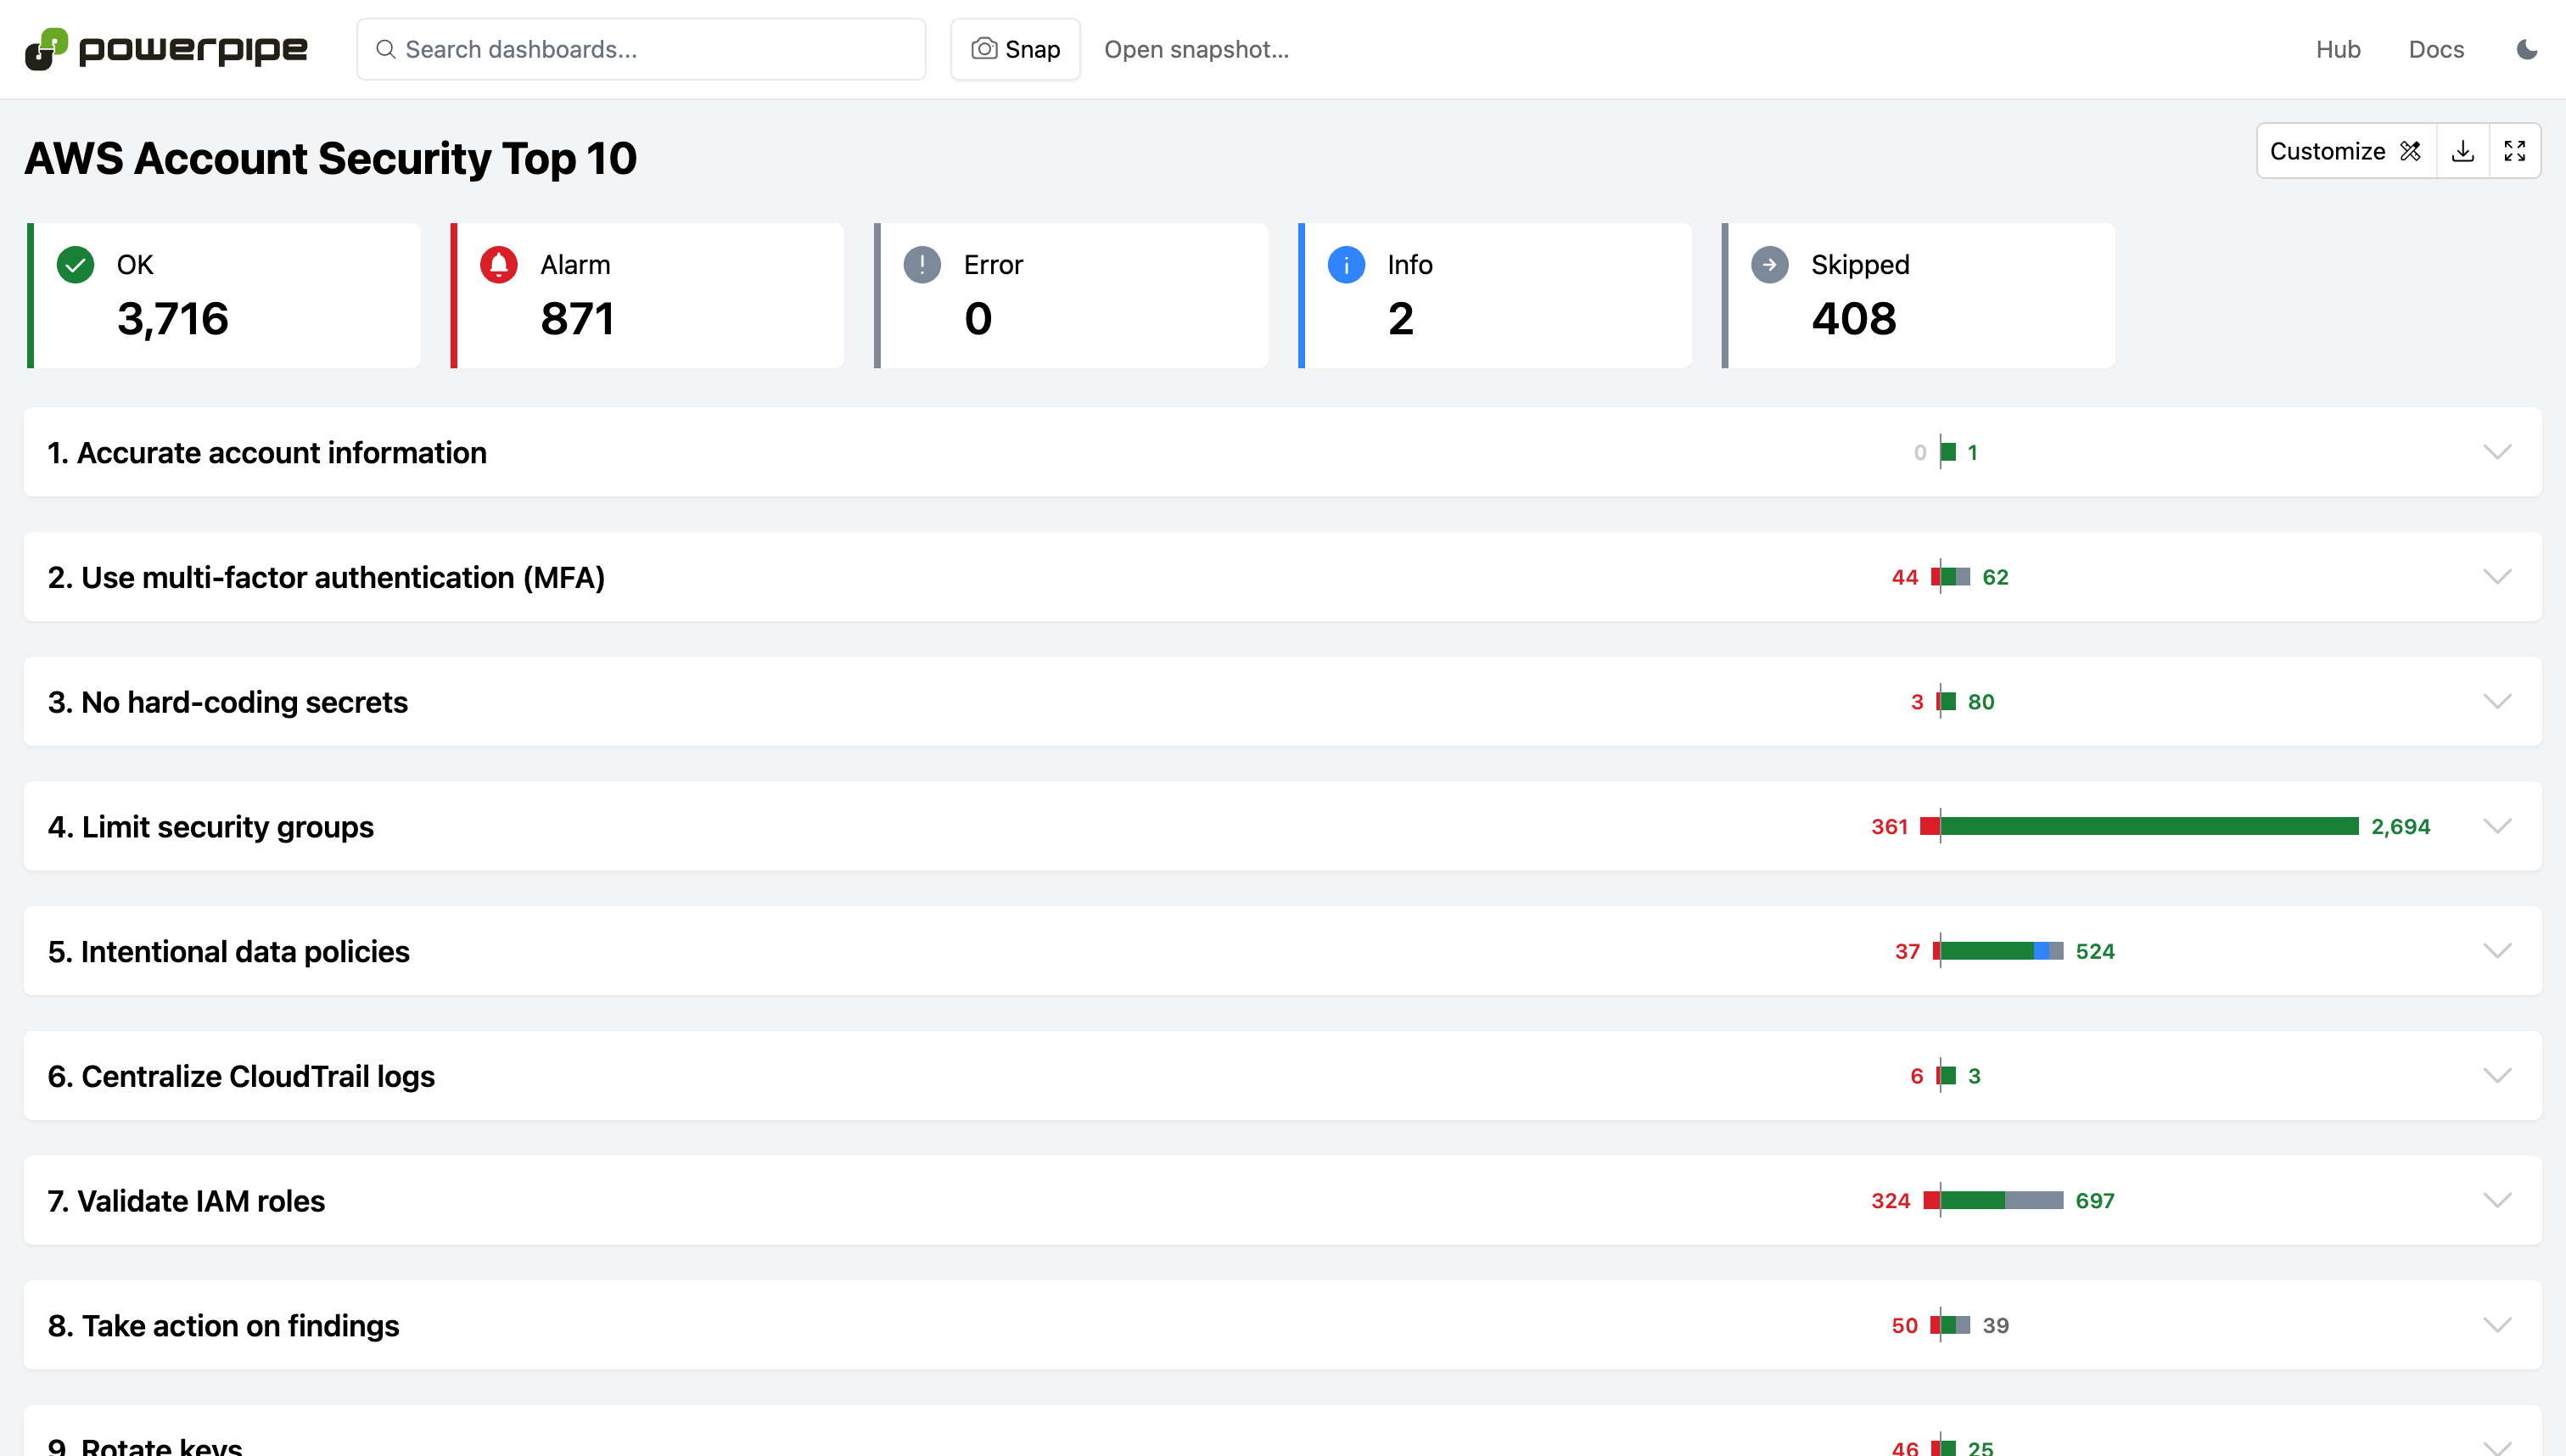 powerpipe
Search dashboards...
Snap
Open snapshot...
Hub
Docs
AWS Account Security Top 10
Customize
OK
3,716
Alarm
871
Error
0
Info
2
Skipped
408
1. Accurate account information
0
1
2. Use multi-factor authentication (MFA)
44
62
3. No hard-coding secrets
3
80
4. Limit security groups
361
2,694
5. Intentional data policies
37
524
6. Centralize CloudTrail logs
6
3
7. Validate IAM roles
324
697
8. Take action on findings
50
39
9. Rotate keys
46
25